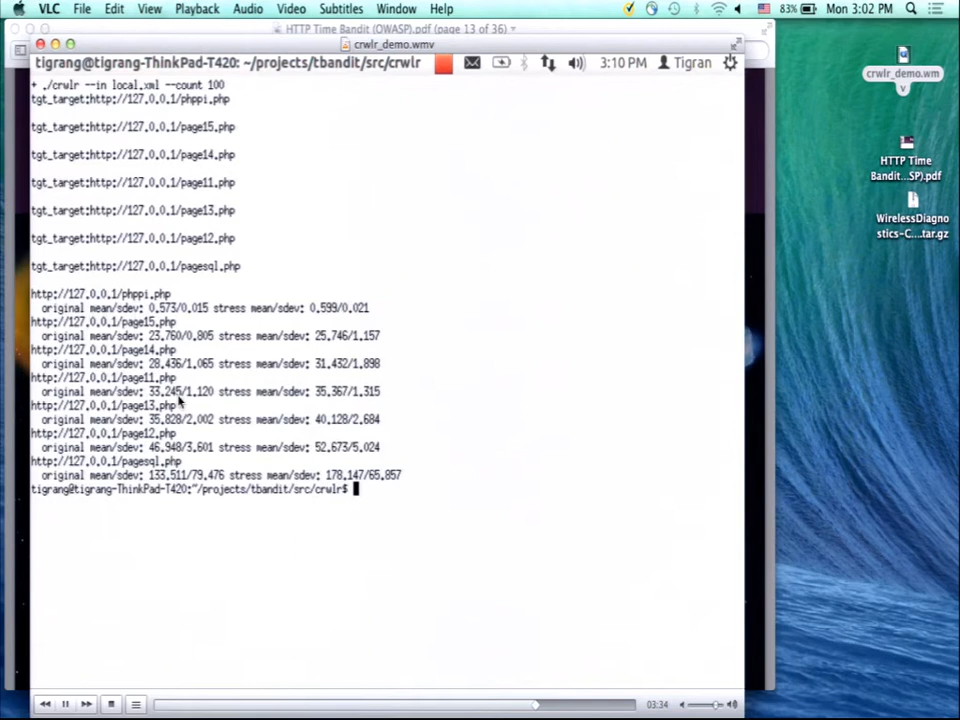 VLC File Edit View Playback Audio Video Subtitles Window Help 83% Mon 3:02 PM
HTTP Time Bandit (OWASP).pdf (page 13 of 36)
crwlr_demo.wmv
tigrang@tigrang-ThinkPad-T420: ~/projects/tbandit/src/crwlr 3:10 PM Tigran
+ ./crwlr --in local.xml --count 100
tgt_target:http://127.0.0.1/phppi.php
tgt_target:http://127.0.0.1/page15.php
tgt_target:http://127.0.0.1/page14.php
tgt_target:http://127.0.0.1/page11.php
tgt_target:http://127.0.0.1/page13.php
tgt_target:http://127.0.0.1/page12.php
tgt_target:http://127.0.0.1/pagesql.php
http://127.0.0.1/phppi.php
original mean/sdev: 0.573/0.015 stress mean/sdev: 0.599/0.021
http://127.0.0.1/page15.php
original mean/sdev: 23.760/0.805 stress mean/sdev: 25.746/1.157
http://127.0.0.1/page14.php
original mean/sdev: 28.436/1.065 stress mean/sdev: 31.432/1.898
http://127.0.0.1/page11.php
original mean/sdev: 33.245/1.120 stress mean/sdev: 35.367/1.315
http://127.0.0.1/page13.php
original mean/sdev: 35.828/2.002 stress mean/sdev: 40.128/2.684
http://127.0.0.1/page12.php
original mean/sdev: 46.948/3.601 stress mean/sdev: 52.673/5.024
http://127.0.0.1/pagesql.php
original mean/sdev: 133.511/79.476 stress mean/sdev: 178.147/65.857
tigrang@tigrang-ThinkPad-T420:~/projects/tbandit/src/crwlr$
03:34
crwlr_demo.wm
v
HTTP Time
Bandit...SP).pdf
WirelessDiagno
stics-C....tar.gz